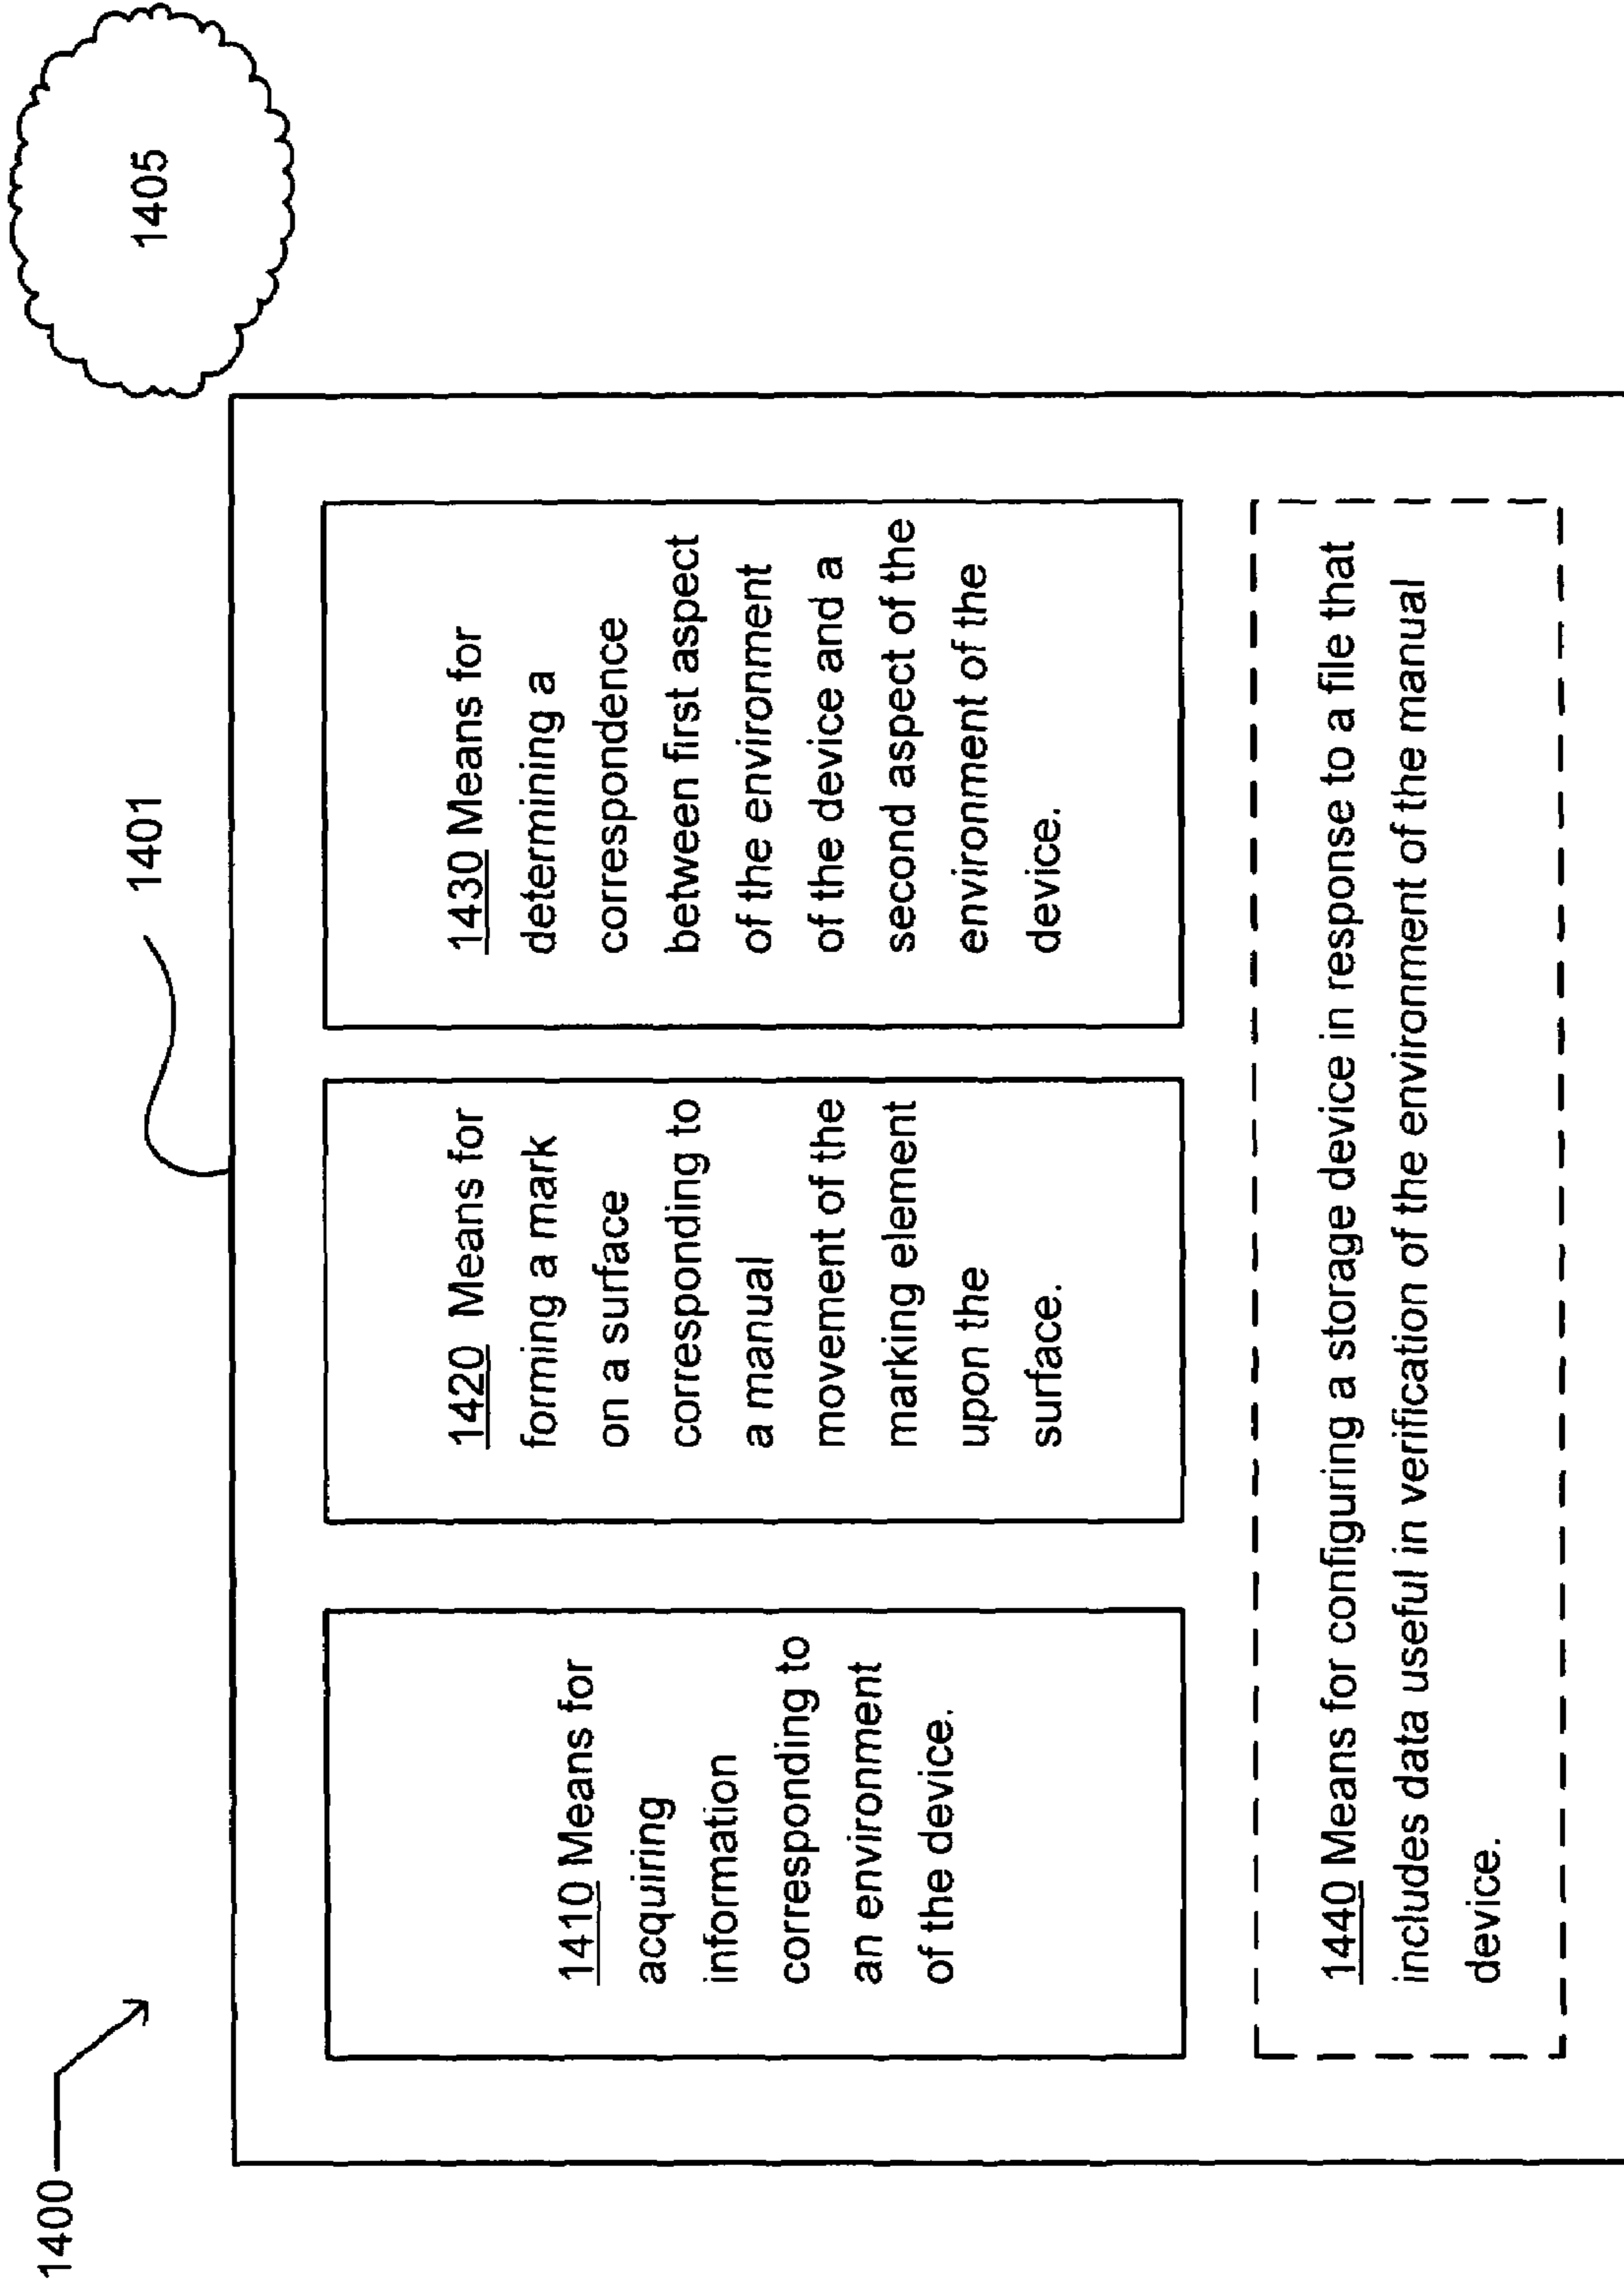 1400
1401
1405
1410 Means for
acquiring
information
corresponding to
an environment
of the device.
1420 Means for
forming a mark
on a surface
corresponding to
a manual
movement of the
marking element
upon the
surface.
1430 Means for
determining a
correspondence
between first aspect
of the environment
of the device and a
second aspect of the
environment of the
device.
1440 Means for configuring a storage device in response to a file that
includes data useful in verification of the environment of the manual
device.